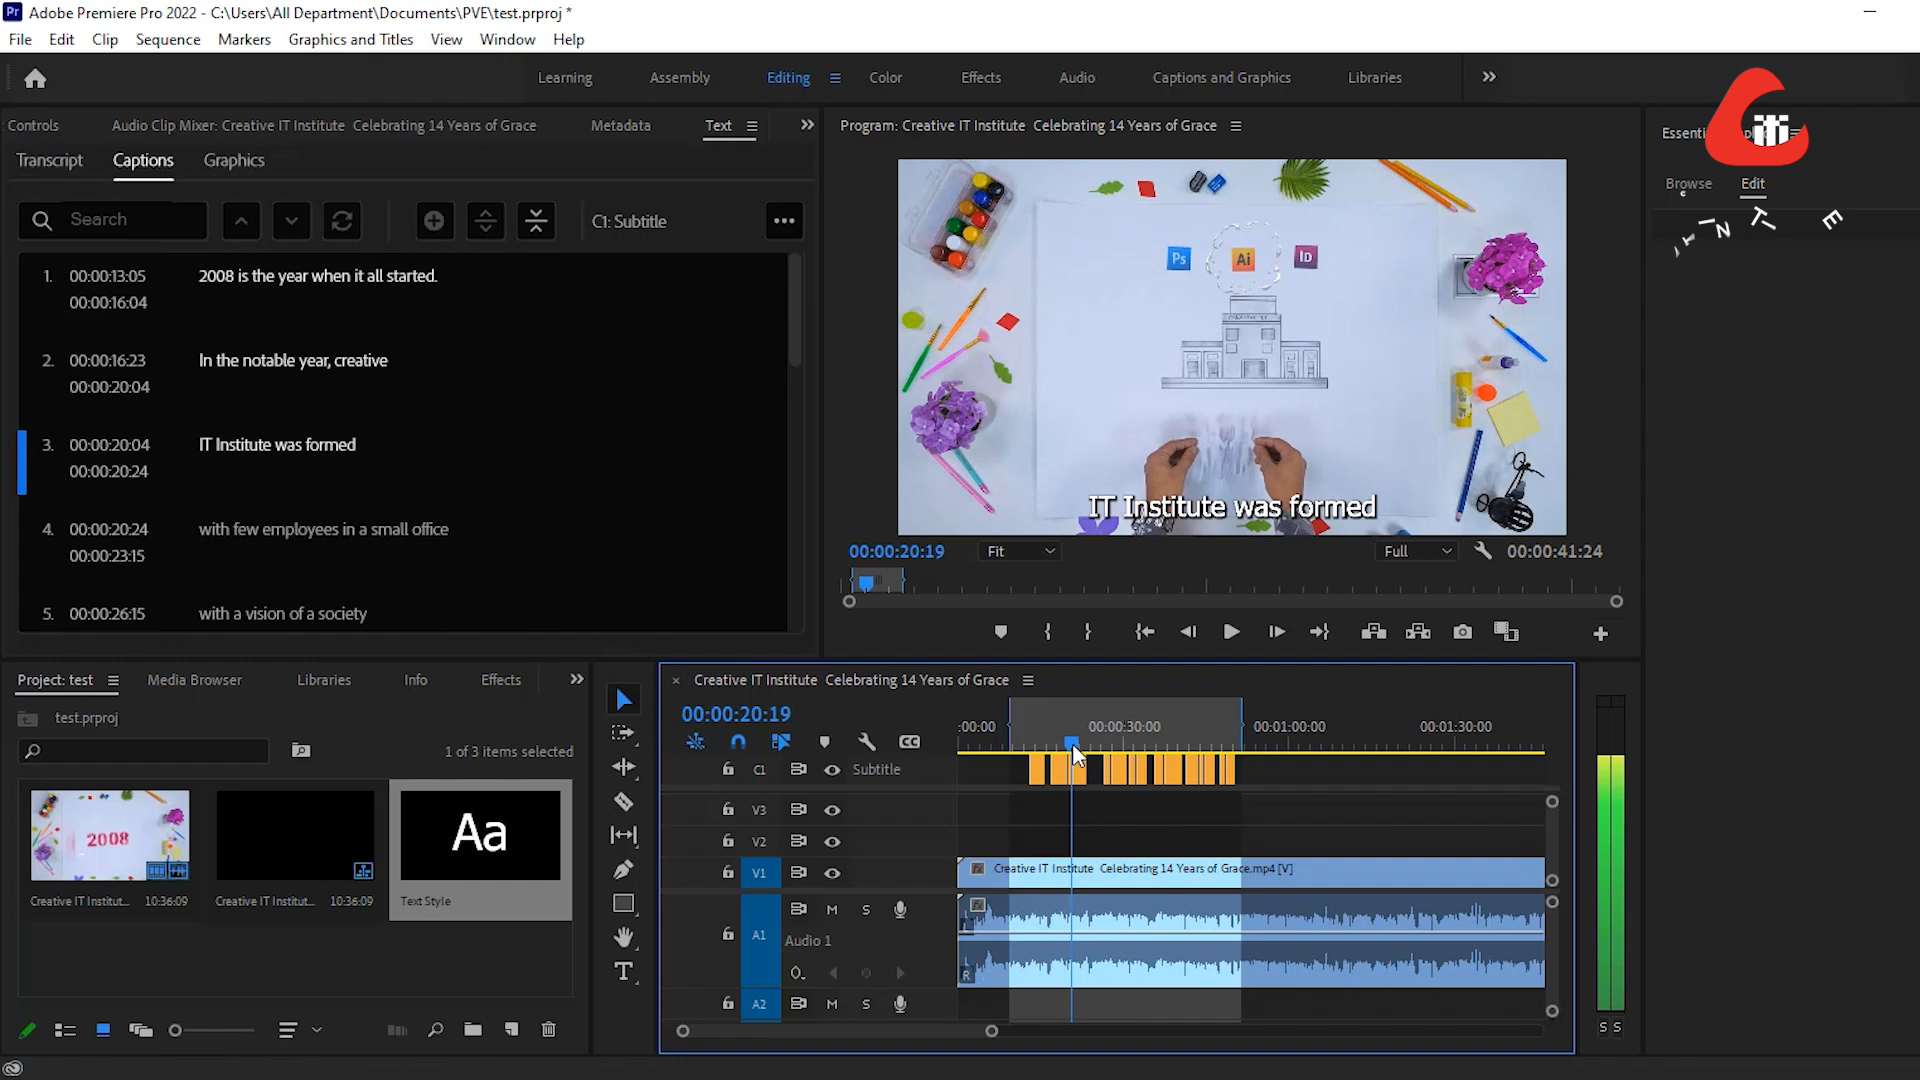 Pr Adobe Premiere Pro 2022 - C:\Users\All Department\Documents\PVE\test.prproj *
File Edit Clip Sequence Markers Graphics and Titles View Window Help
Learning Assembly Editing Color Effects Audio Captions and Graphics Libraries
Controls Audio Clip Mixer: Creative IT Institute Celebrating 14 Years of Grace Metadata Text
Transcript Captions Graphics
Search C1: Subtitle
1. 00:00:13:05 2008 is the year when it all started.
00:00:16:04
2. 00:00:16:23 In the notable year, creative
00:00:20:04
3. 00:00:20:04 IT Institute was formed
00:00:20:24
4. 00:00:20:24 with few employees in a small office
00:00:23:15
5. 00:00:26:15 with a vision of a society
Program: Creative IT Institute Celebrating 14 Years of Grace
Ps Ai ID
IT Institute was formed
00:00:20:19 Fit Full 00:00:41:24
Essenti
iti
Browse Edit
I N T E
Project: test Media Browser Libraries Info Effects
test.prproj
1 of 3 items selected
2008
Aa
Creative IT Institut... 10:36:09 Creative IT Institut... 10:36:09 Text Style
Creative IT Institute Celebrating 14 Years of Grace
00:00:20:19
:00:00 00:00:30:00 00:01:00:00 00:01:30:00
CC
C1 Subtitle
V3
V2
V1 fx Creative IT Institute Celebrating 14 Years of Grace.mp4 [V]
M S fx
L
A1 Audio 1
R
A2 M S
S S
T